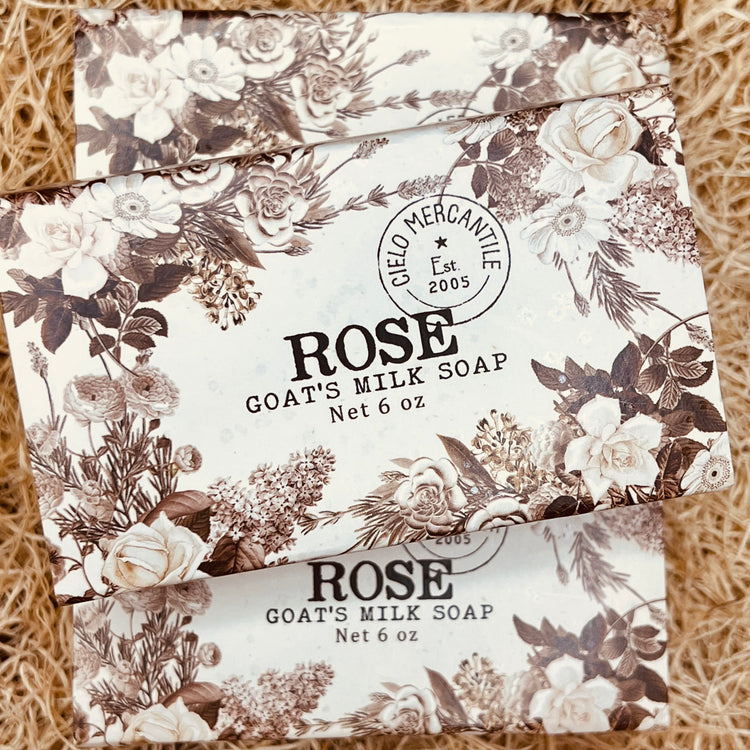 CIELO MERCANTILE
Est.
2005
ROSE
GOAT'S MILK SOAP
Net 6 oz
2005
ROSE
GOAT'S MILK SOAP
Net 6 oz